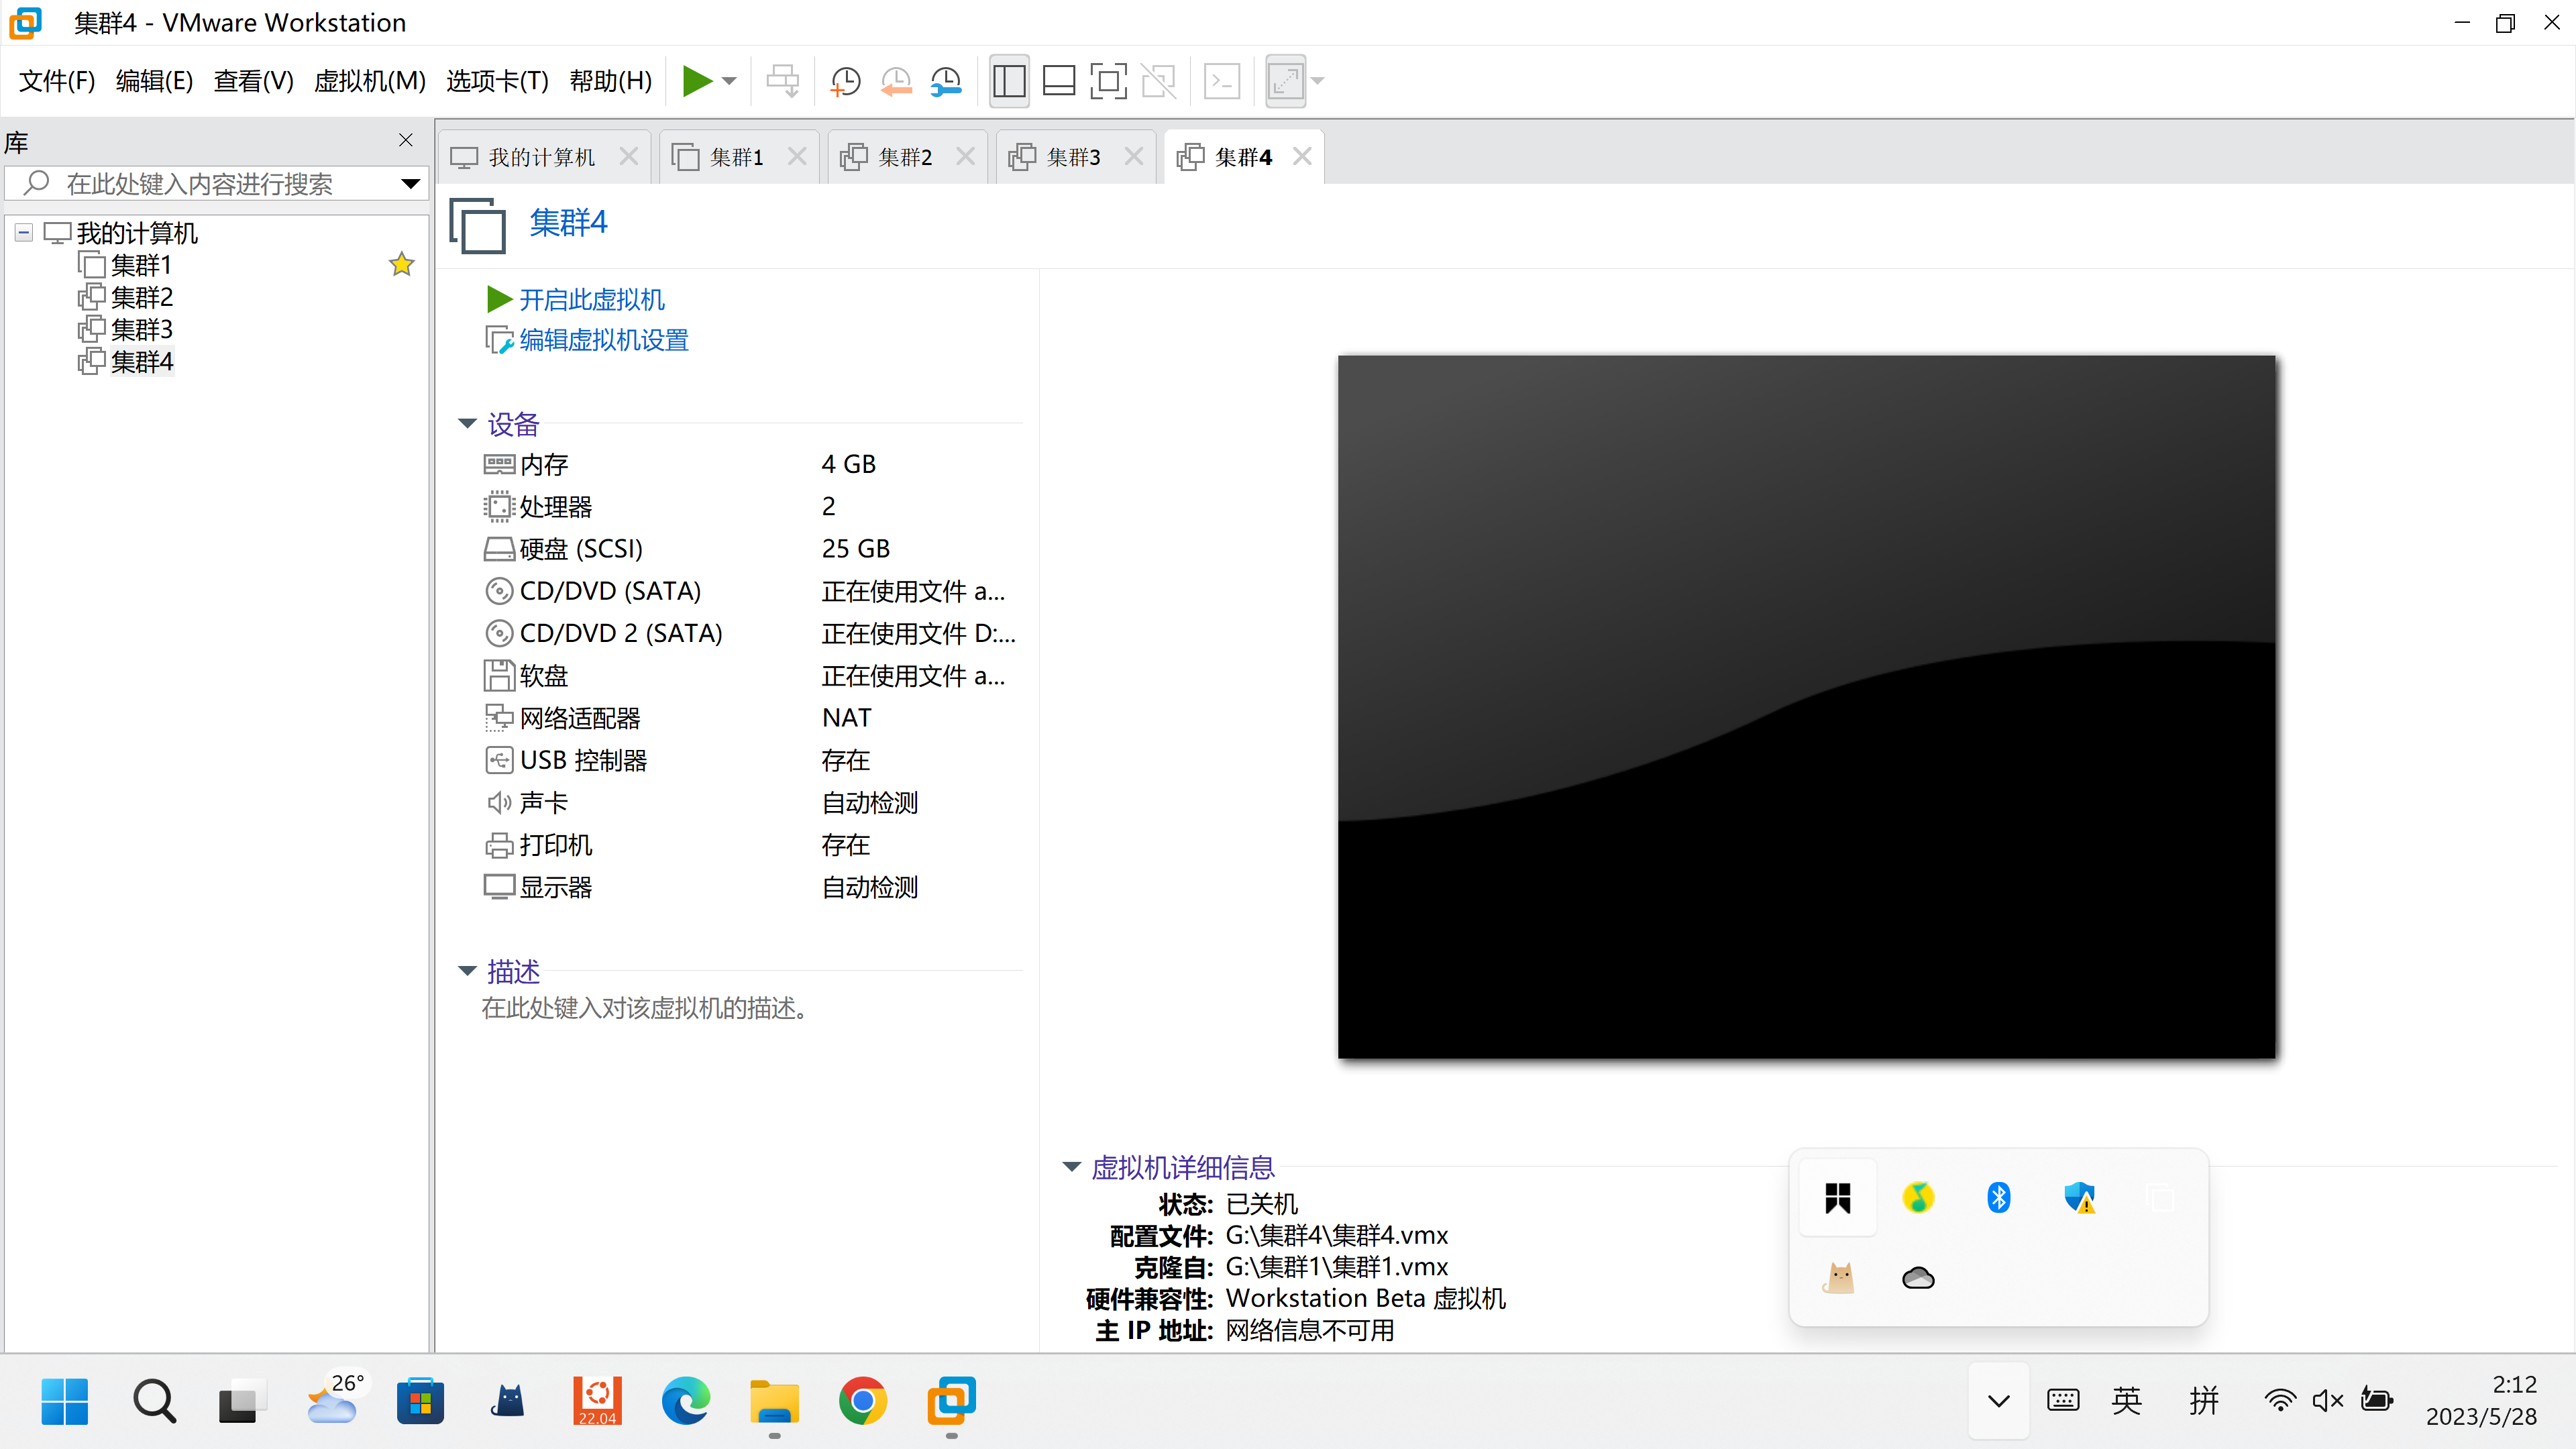 集群4 - VMware Workstation
文件(F) 编辑(E) 查看(V) 虚拟机(M) 选项卡(T) 帮助(H)
库
在此处键入内容进行搜索
我的计算机
集群1
集群2
集群3
集群4
我的计算机 集群1 集群2 集群3 集群4
集群4
开启此虚拟机
编辑虚拟机设置
设备
内存 4 GB
处理器 2
硬盘 (SCSI) 25 GB
CD/DVD (SATA) 正在使用文件 a...
CD/DVD 2 (SATA) 正在使用文件 D:...
软盘 正在使用文件 a...
网络适配器 NAT
USB 控制器 存在
声卡 自动检测
打印机 存在
显示器 自动检测
描述
在此处键入对该虚拟机的描述。
虚拟机详细信息
状态: 已关机
配置文件: G:\集群4\集群4.vmx
克隆自: G:\集群1\集群1.vmx
硬件兼容性: Workstation Beta 虚拟机
主 IP 地址: 网络信息不可用
26°
22.04
英 拼
2:12
2023/5/28